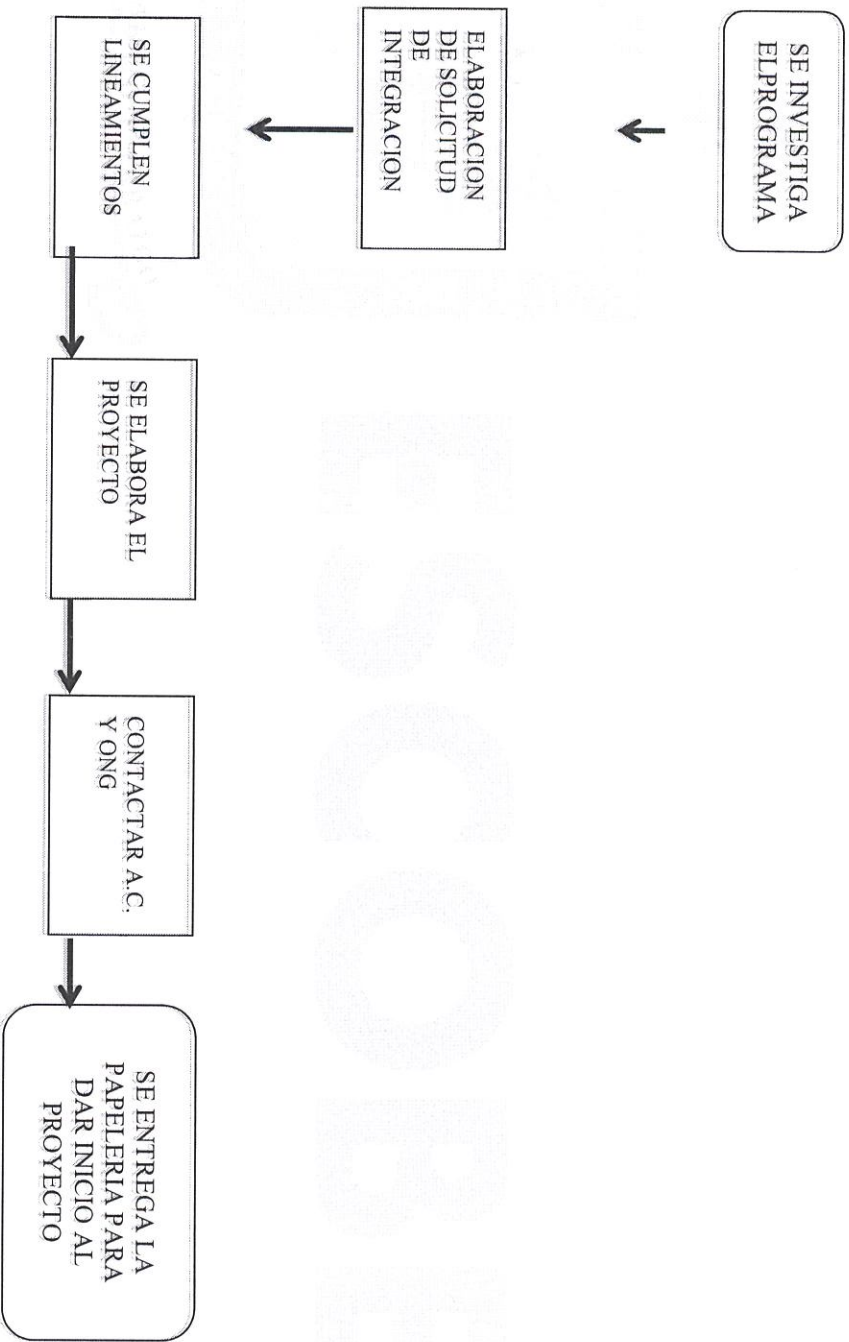 SE INVESTIGA
ELPROGRAMA
ELABORACION
DE SOLICITUD
DE
INTEGRACION
SE CUMPLEN
LINEAMIENTOS
SE ELABORA EL
PROYECTO
CONTACTAR A.C.
Y ONG
SE ENTREGA LA
PAPELERIA PARA
DAR INICIO AL
PROYECTO